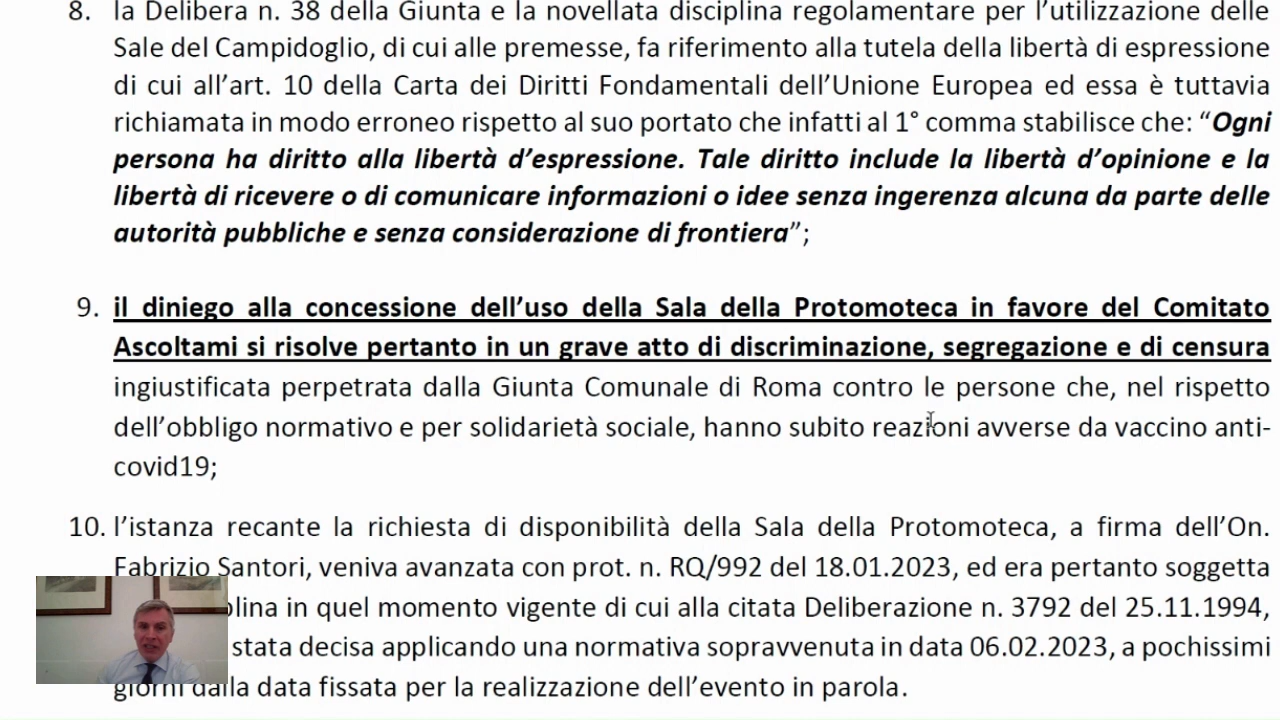 8. la Delibera n. 38 della Giunta e la novellata disciplina regolamentare per l’utilizzazione delle
Sale del Campidoglio, di cui alle premesse, fa riferimento alla tutela della libertà di espressione
di cui all’art. 10 della Carta dei Diritti Fondamentali dell’Unione Europea ed essa è tuttavia
richiamata in modo erroneo rispetto al suo portato che infatti al 1° comma stabilisce che: “Ogni
persona ha diritto alla libertà d’espressione. Tale diritto include la libertà d’opinione e la
libertà di ricevere o di comunicare informazioni o idee senza ingerenza alcuna da parte delle
autorità pubbliche e senza considerazione di frontiera”;
9. il diniego alla concessione dell’uso della Sala della Protomoteca in favore del Comitato
Ascoltami si risolve pertanto in un grave atto di discriminazione, segregazione e di censura
ingiustificata perpetrata dalla Giunta Comunale di Roma contro le persone che, nel rispetto
dell’obbligo normativo e per solidarietà sociale, hanno subito reazioni avverse da vaccino anti-
covid19;
10. l’istanza recante la richiesta di disponibilità della Sala della Protomoteca, a firma dell’On.
Fabrizio Santori, veniva avanzata con prot. n. RQ/992 del 18.01.2023, ed era pertanto soggetta
in quel momento vigente di cui alla citata Deliberazione n. 3792 del 25.11.1994,
stata decisa applicando una normativa sopravvenuta in data 06.02.2023, a pochissimi
giorni dalla data fissata per la realizzazione dell’evento in parola.